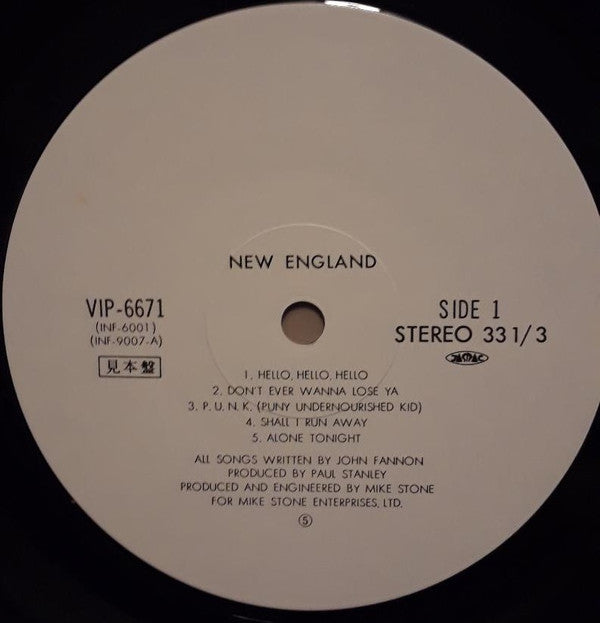 NEW ENGLAND
VIP-6671
(INF-6001)
(INF-9007-A)
見本盤
SIDE 1
STEREO 33 1/3
JASRAC
1. HELLO, HELLO, HELLO
2. DON'T EVER WANNA LOSE YA
3. P. U. N. K. (PUNY UNDERNOURISHED KID)
4. SHALL I RUN AWAY
5. ALONE TONIGHT
ALL SONGS WRITTEN BY JOHN FANNON
PRODUCED BY PAUL STANLEY
PRODUCED AND ENGINEERED BY MIKE STONE
FOR MIKE STONE ENTERPRISES, LTD.
⑤